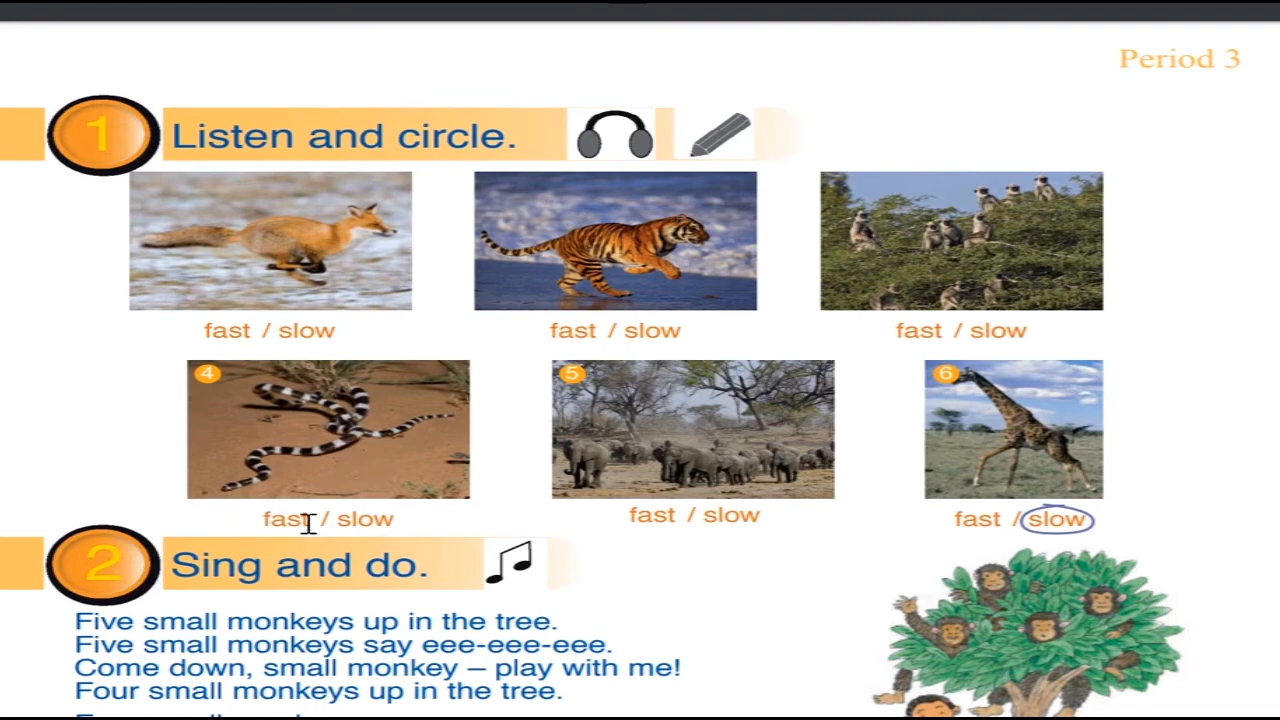 Period 3
1 Listen and circle.
fast / slow fast / slow fast / slow
4 5 6
fast / slow fast / slow fast / slow
2 Sing and do.
Five small monkeys up in the tree.
Five small monkeys say eee-eee-eee.
Come down, small monkey – play with me!
Four small monkeys up in the tree.